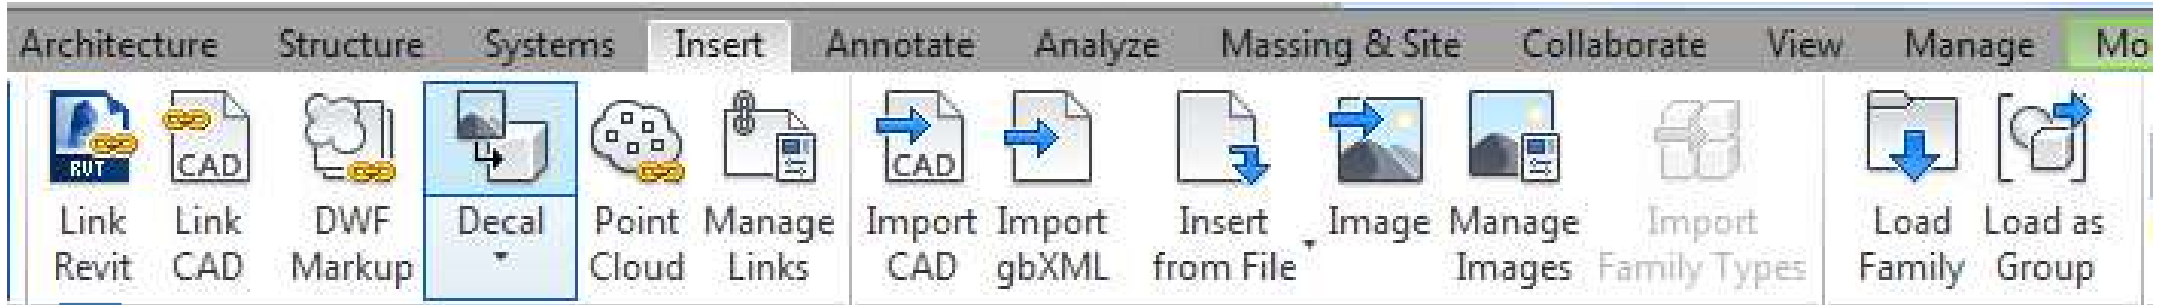 Architecture Structure Systems Insert Annotate Analyze Massing & Site Collaborate View Manage Mo
RVT CAD CAD
Link Link DWF Decal Point Manage Import Import Insert Image Manage Import Load Load as
Revit CAD Markup Cloud Links CAD gbXML from File Images Family Types Family Group